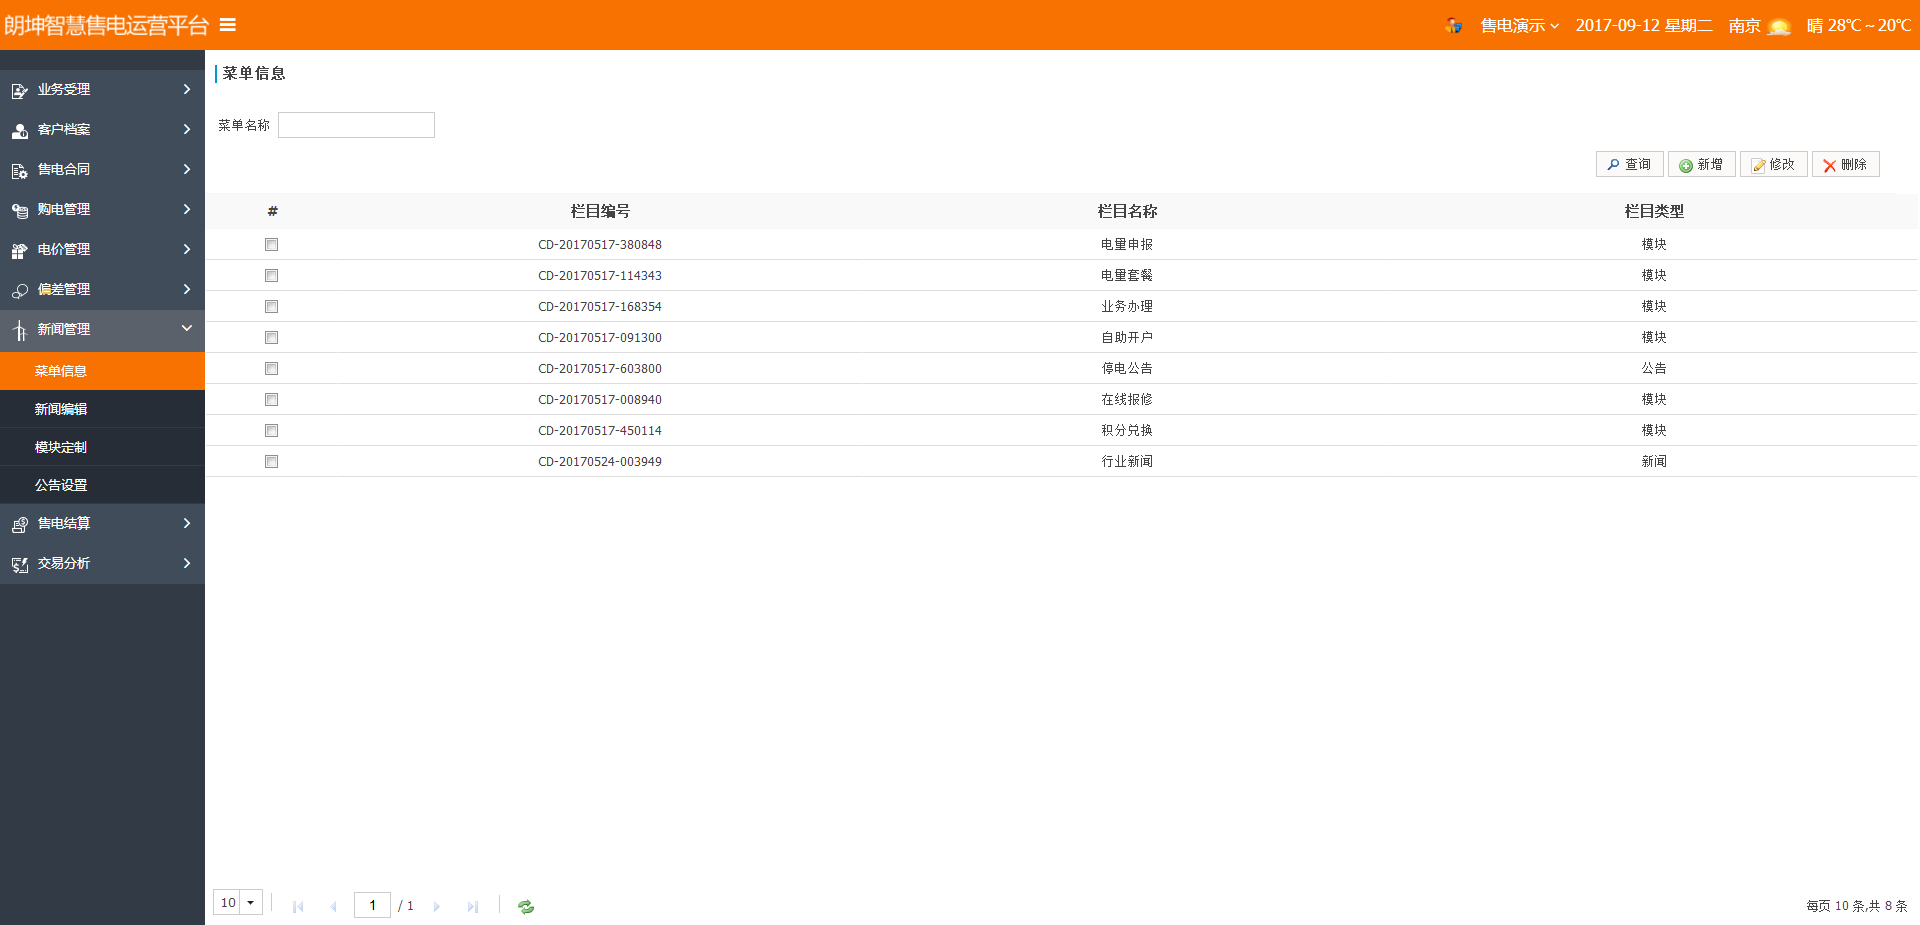 朗坤智慧售电运营平台
售电演示 2017-09-12 星期二 南京 晴 28℃~20℃
业务受理
客户档案
售电合同
购电管理
电价管理
偏差管理
新闻管理
菜单信息
新闻编辑
模块定制
公告设置
售电结算
交易分析
菜单信息
菜单名称
查询 新增 修改 删除
# 栏目编号 栏目名称 栏目类型
CD-20170517-380848 电量申报 模块
CD-20170517-114343 电量套餐 模块
CD-20170517-168354 业务办理 模块
CD-20170517-091300 自助开户 模块
CD-20170517-603800 停电公告 公告
CD-20170517-008940 在线报修 模块
CD-20170517-450114 积分兑换 模块
CD-20170524-003949 行业新闻 新闻
10 1 / 1 每页 10 条,共 8 条